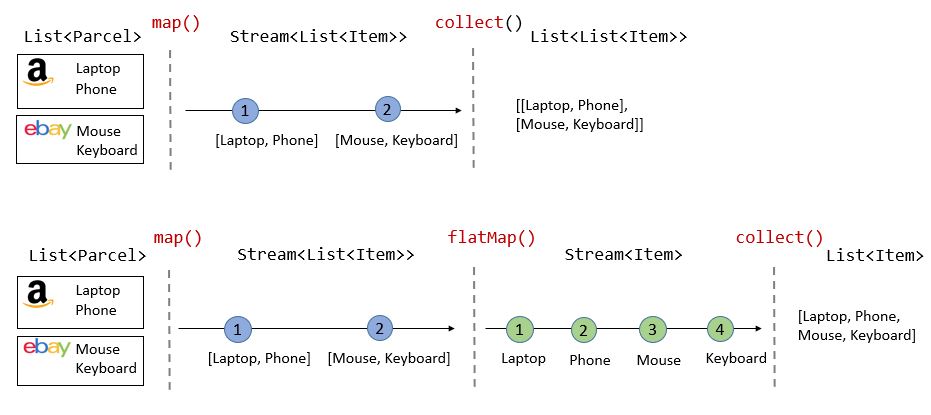 map()
collect()
List<Parcel>
Stream<List<Item>>
List<List<Item>>
a
Laptop
Phone
ebay
Mouse
Keyboard
1
2
[Laptop, Phone]
[Mouse, Keyboard]
[[Laptop, Phone],
[Mouse, Keyboard]]
map()
flatMap()
collect()
List<Parcel>
Stream<List<Item>>
Stream<Item>
List<Item>
a
Laptop
Phone
ebay
Mouse
Keyboard
1
2
[Laptop, Phone]
[Mouse, Keyboard]
1
2
3
4
Laptop
Phone
Mouse
Keyboard
[Laptop, Phone,
Mouse, Keyboard]